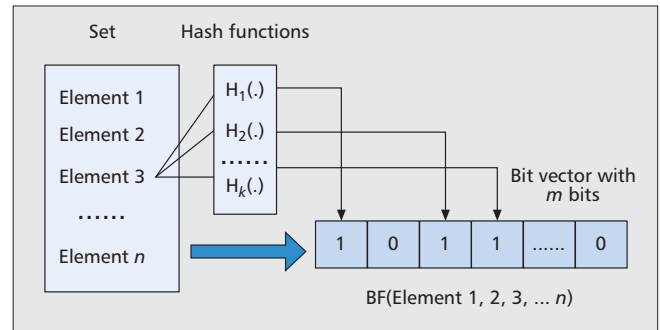 Set
Hash functions
Element 1
Element 2
Element 3
......
Element n
H1(.)
H2(.)
......
Hk(.)
Bit vector with
m bits
1 0 1 1 ...... 0
BF(Element 1, 2, 3, ... n)